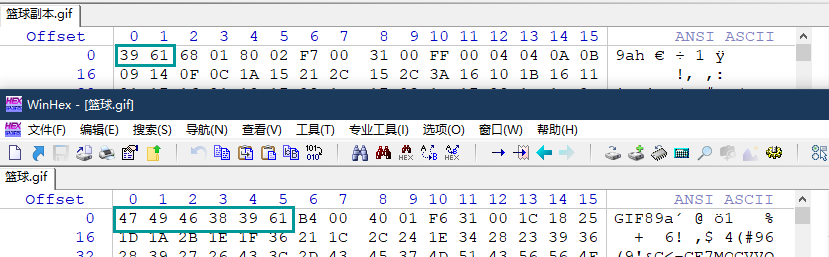 篮球副本.gif
Offset 0 1 2 3 4 5 6 7 8 9 10 11 12 13 14 15 ANSI ASCII
0 39 61 68 01 80 02 F7 00 31 00 FF 00 04 04 0A 0B 9ah € ÷ 1 ÿ
16 09 14 0F 0C 1A 15 21 2C 15 2C 3A 16 10 1B 16 11 !, ,:
WinHex - [篮球.gif]
文件(F) 编辑(E) 搜索(S) 导航(N) 查看(V) 工具(T) 专业工具(I) 选项(O) 窗口(W) 帮助(H)
篮球.gif
Offset 0 1 2 3 4 5 6 7 8 9 10 11 12 13 14 15 ANSI ASCII
0 47 49 46 38 39 61 B4 00 40 01 F6 31 00 1C 18 25 GIF89a´ @ ö1 %
16 1D 1A 2B 1E 1F 36 21 1C 2C 24 1E 34 28 23 39 36 + 6! ,$ 4(#96